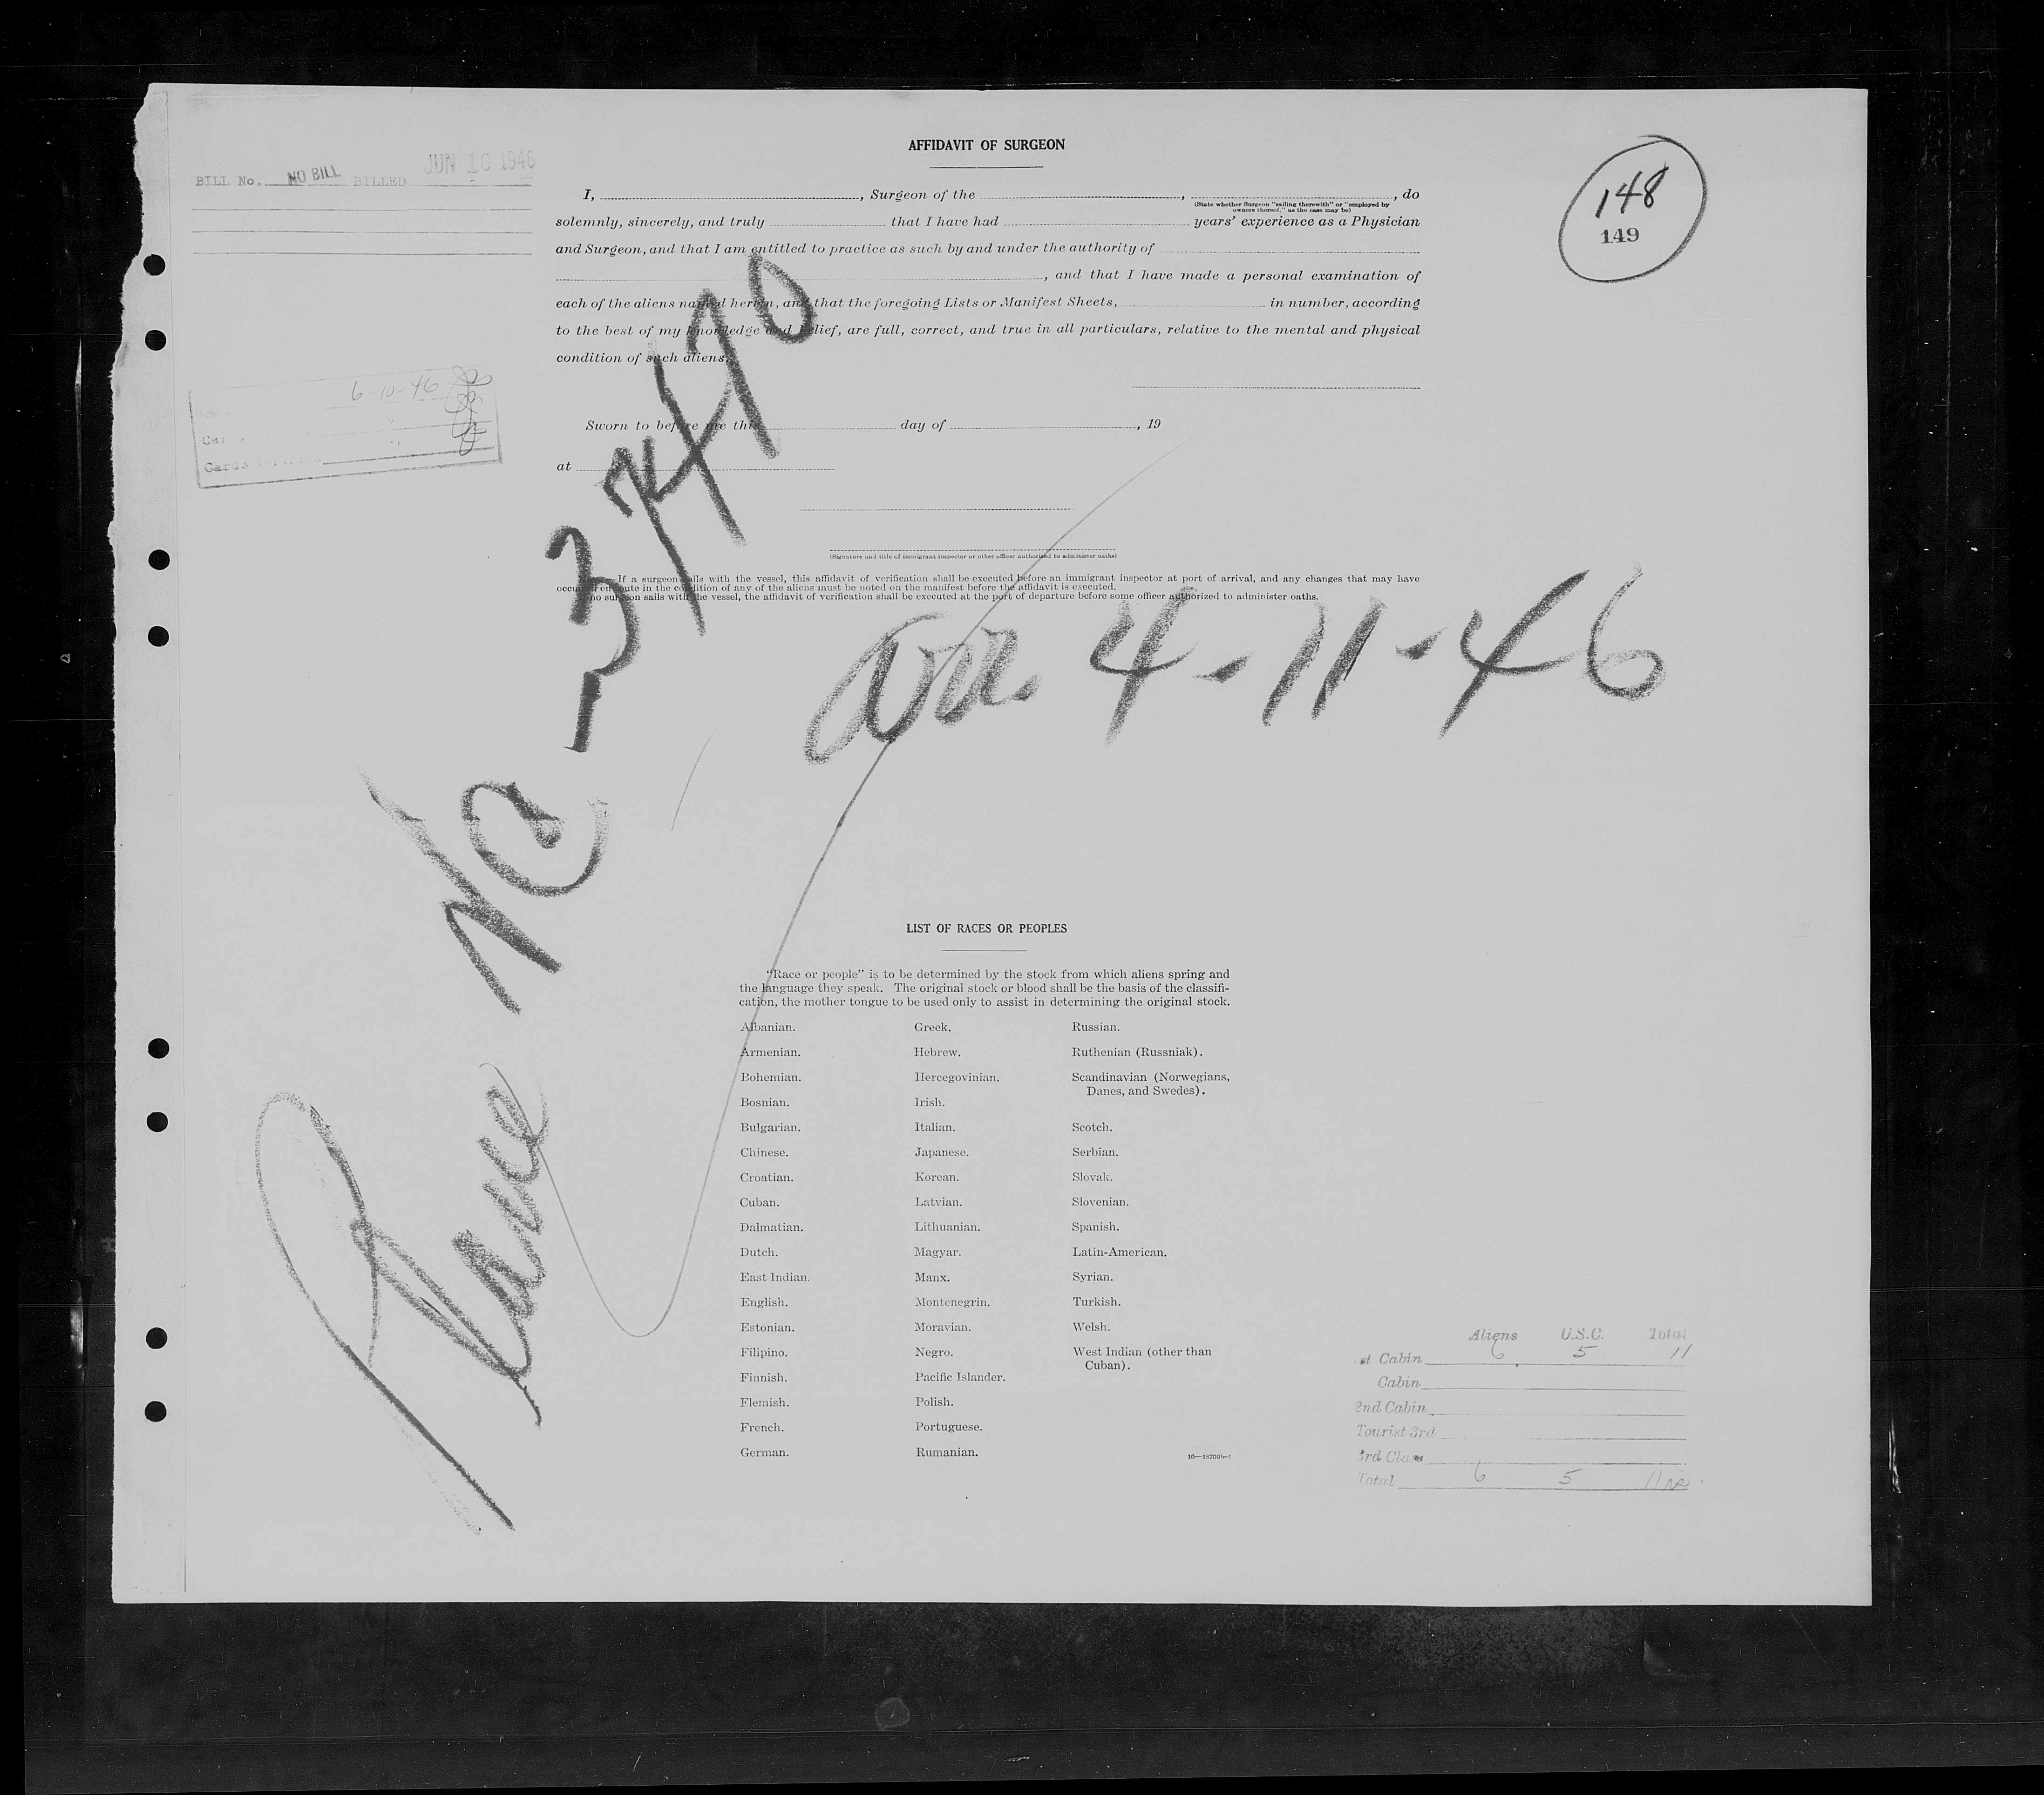 AFFIDAVIT OF SURGEON
BILL No. NO BILL BILLED JUN 10 1946
148
149
I, , Surgeon of the , , do
(State whether Surgeon "sailing therewith" or "employed by
owners thereof," as the case may be)
solemnly, sincerely, and truly that I have had years' experience as a Physician
and Surgeon, and that I am entitled to practice as such by and under the authority of
, and that I have made a personal examination of
each of the aliens named herein, and that the foregoing Lists or Manifest Sheets, in number, according
to the best of my knowledge and belief, are full, correct, and true in all particulars, relative to the mental and physical
condition of such aliens.
6-10-46
Cards
Sworn to before me this day of , 19
at
(Signature and title of immigrant inspector or other officer authorized to administer oaths)
If a surgeon sails with the vessel, this affidavit of verification shall be executed before an immigrant inspector at port of arrival, and any changes that may have
occurred en route in the condition of any of the aliens must be noted on the manifest before the affidavit is executed.
no surgeon sails with the vessel, the affidavit of verification shall be executed at the port of departure before some officer authorized to administer oaths.
Plane NC-37470
Arr. 4-11-46
LIST OF RACES OR PEOPLES
"Race or people" is to be determined by the stock from which aliens spring and
the language they speak. The original stock or blood shall be the basis of the classifi-
cation, the mother tongue to be used only to assist in determining the original stock.
Albanian.
Armenian.
Bohemian.
Bosnian.
Bulgarian.
Chinese.
Croatian.
Cuban.
Dalmatian.
Dutch.
East Indian.
English.
Estonian.
Filipino.
Finnish.
Flemish.
French.
German.
Greek.
Hebrew.
Hercegovinian.
Irish.
Italian.
Japanese.
Korean.
Latvian.
Lithuanian.
Magyar.
Manx.
Montenegrin.
Moravian.
Negro.
Pacific Islander.
Polish.
Portuguese.
Rumanian.
Russian.
Ruthenian (Russniak).
Scandinavian (Norwegians,
Danes, and Swedes).
Scotch.
Serbian.
Slovak.
Slovenian.
Spanish.
Latin-American.
Syrian.
Turkish.
Welsh.
West Indian (other than
Cuban).
Aliens U.S.C. Total
st Cabin 6 5 11
Cabin
2nd Cabin
Tourist 3rd
3rd Class
Total 6 5 11